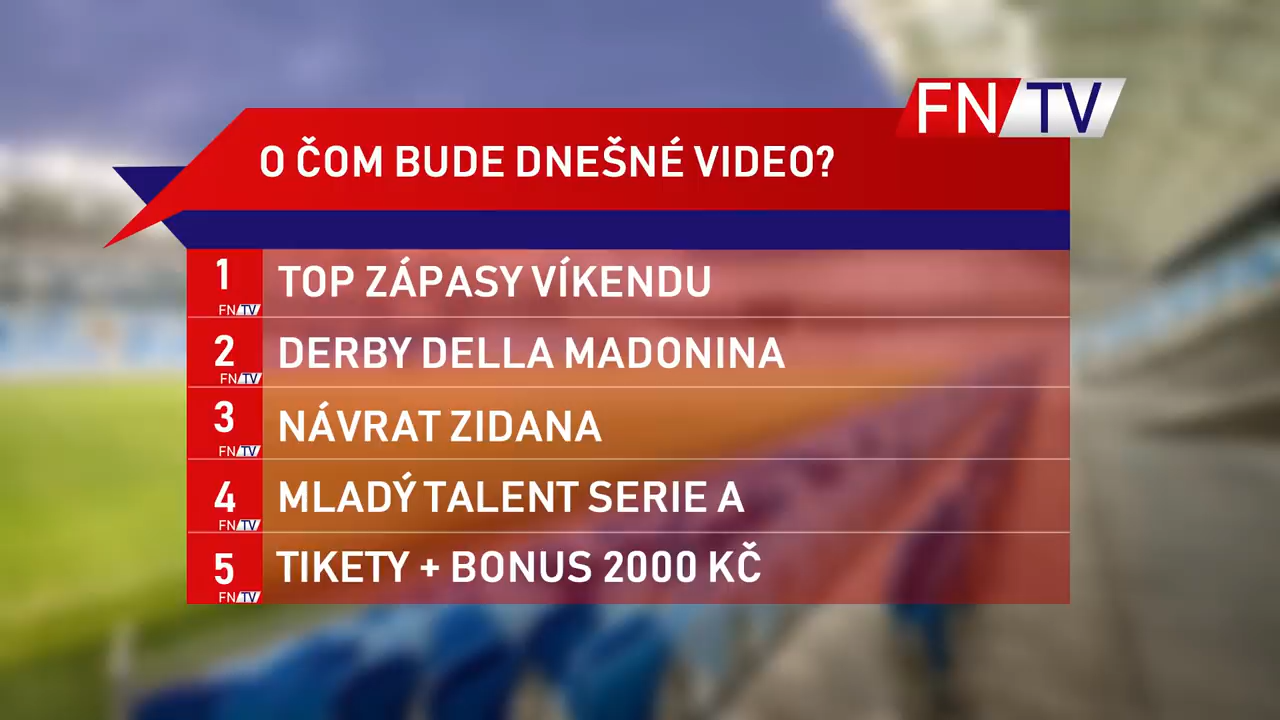 FN TV
O ČOM BUDE DNEŠNÉ VIDEO?
1 TOP ZÁPASY VÍKENDU
FN TV
2 DERBY DELLA MADONINA
FN TV
3 NÁVRAT ZIDANA
FN TV
4 MLADÝ TALENT SERIE A
FN TV
5 TIKETY + BONUS 2000 KČ
FN TV